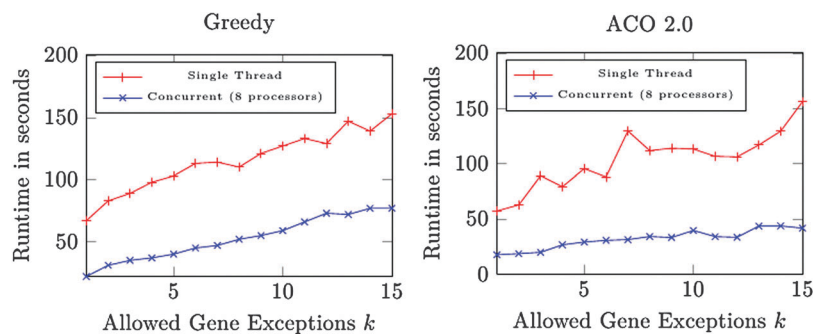 Greedy
200
150
100
50
5
10
15
Runtime in seconds
Allowed Gene Exceptions k
Single Thread
Concurrent (8 processors)
ACO 2.0
200
150
100
50
0
5
10
15
Runtime in seconds
Allowed Gene Exceptions k
Single Thread
Concurrent (8 processors)